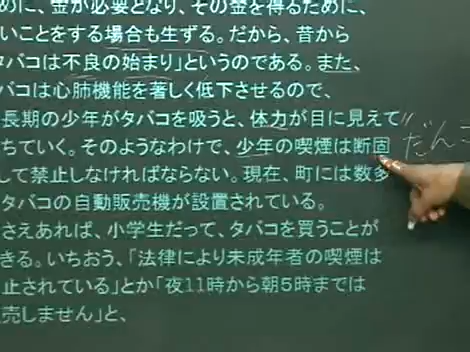 めに、金が必要となり、その金を得るために、
いことをする場合も生ずる。だから、昔から
タバコは不良の始まり」というのである。また、
バコは心肺機能を著しく低下させるので、
長期の少年がタバコを吸うと、体力が目に見えて
ちていく。そのようなわけで、少年の喫煙は断固
だんこ
して禁止しなければならない。現在、町には数多
タバコの自動販売機が設置されている。
さえあれば、小学生だって、タバコを買うことが
きる。いちおう、「法律により未成年者の喫煙は
止されている」とか「夜11時から朝5時までは
売しません」と、